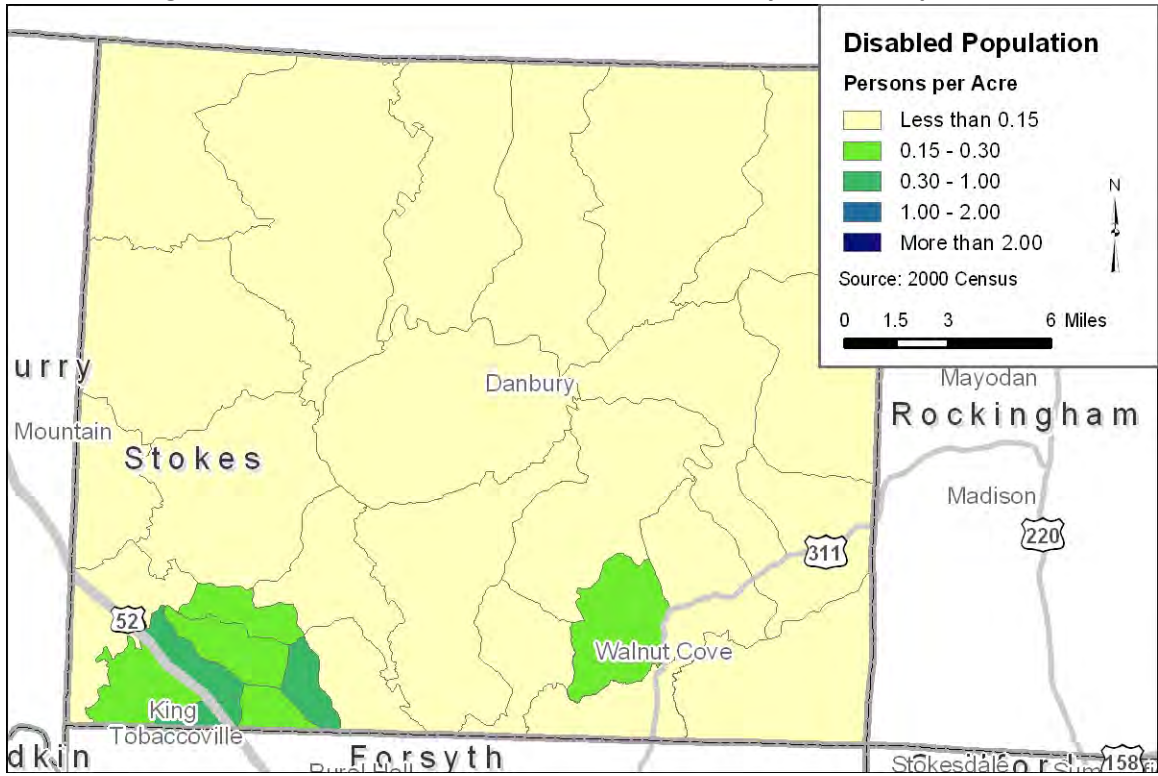 Disabled Population
Persons per Acre
Less than 0.15
0.15 - 0.30
0.30 - 1.00
1.00 - 2.00
More than 2.00
Source: 2000 Census
N
0 1.5 3 6 Miles
urry
Danbury
Mayodan
Rockingham
Mountain
Stokes
Madison
220
311
52
Walnut Cove
King
Tobaccoville
dkin
Forsyth
Rural Hall
Stokesdale
158